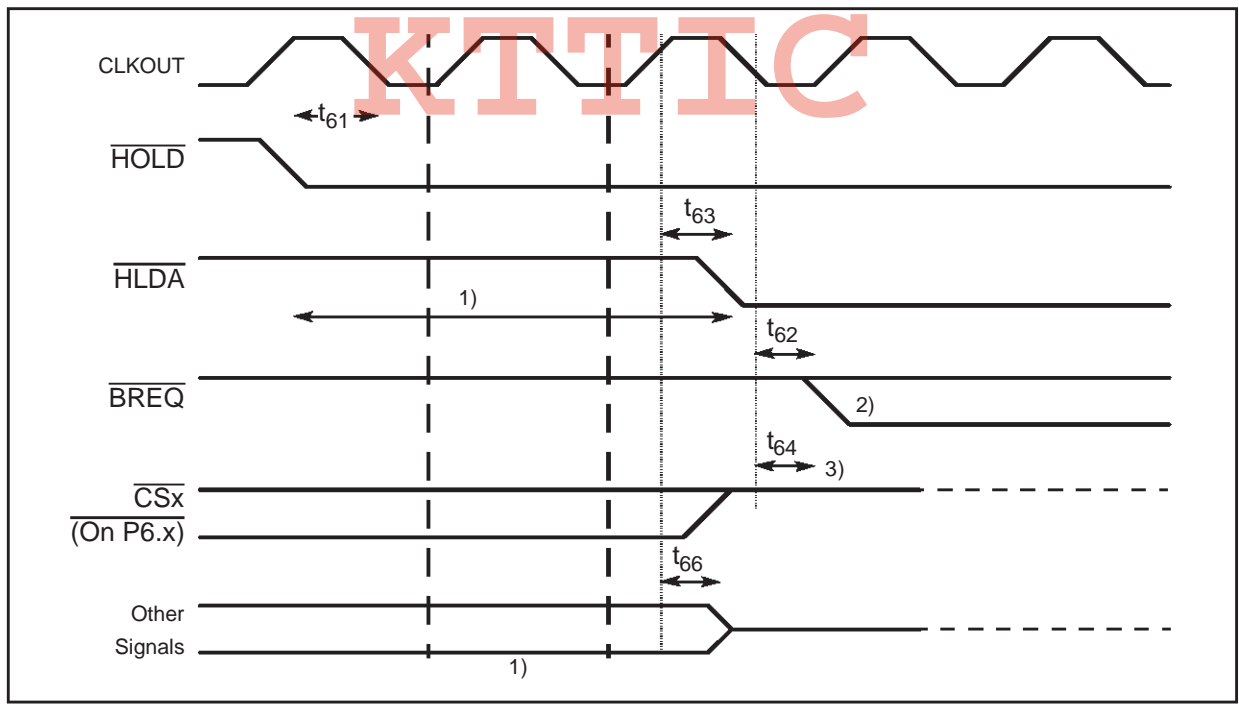 KTTIC
CLKOUT
t61
HOLD
t63
HLDA
1)
t62
BREQ
2)
t64
3)
CSx
(On P6.x)
t66
Other
Signals
1)